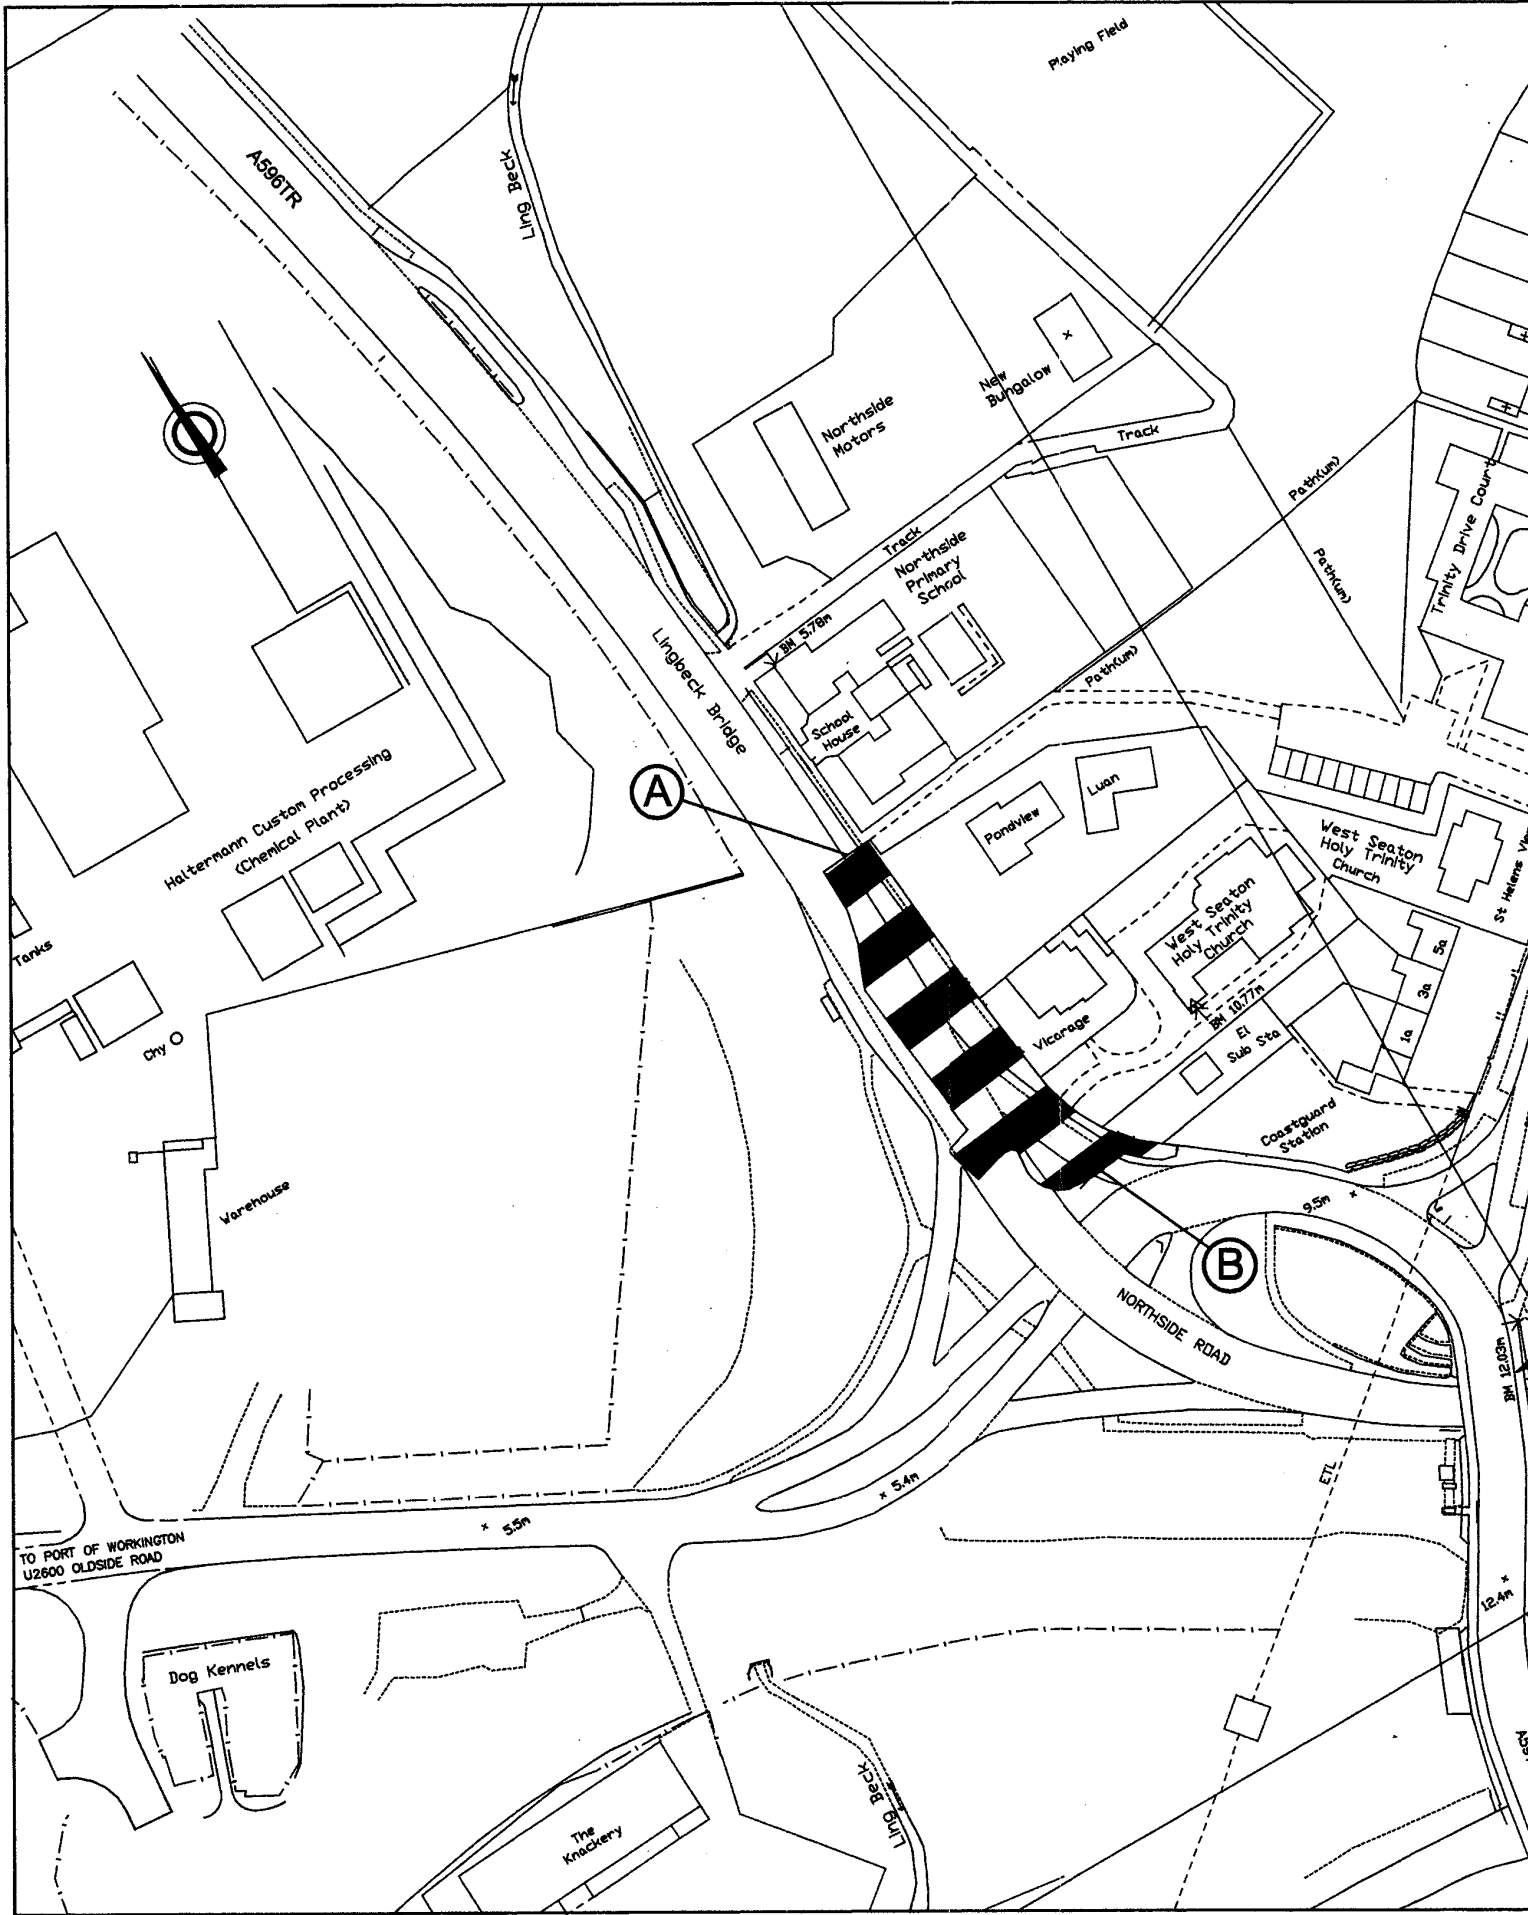 Playing Field
A596TR
Ling Beck
New
Bungalow
Northside
Motors
Track
Track
Path(um)
Path(um)
Trinity Drive Court
Northside
Primary
School
BM 5.78m
Lingbeck Bridge
School
House
Path(um)
A
Luan
Pondview
Haltermann Custom Processing
(Chemical Plant)
West Seaton
Holy Trinity
Church
West Seaton
Holy Trinity
Church
5a
3a
1a
Tanks
Chy
Vicarage
BM 10.77m
El
Sub Sta
Coastguard
Station
Warehouse
9.5m
B
NORTHSIDE ROAD
BM 12.03m
ETL
5.4m
5.5m
TO PORT OF WORKINGTON
U2600 OLDSIDE ROAD
12.4m
Dog Kennels
The
Knackery
Ling Beck